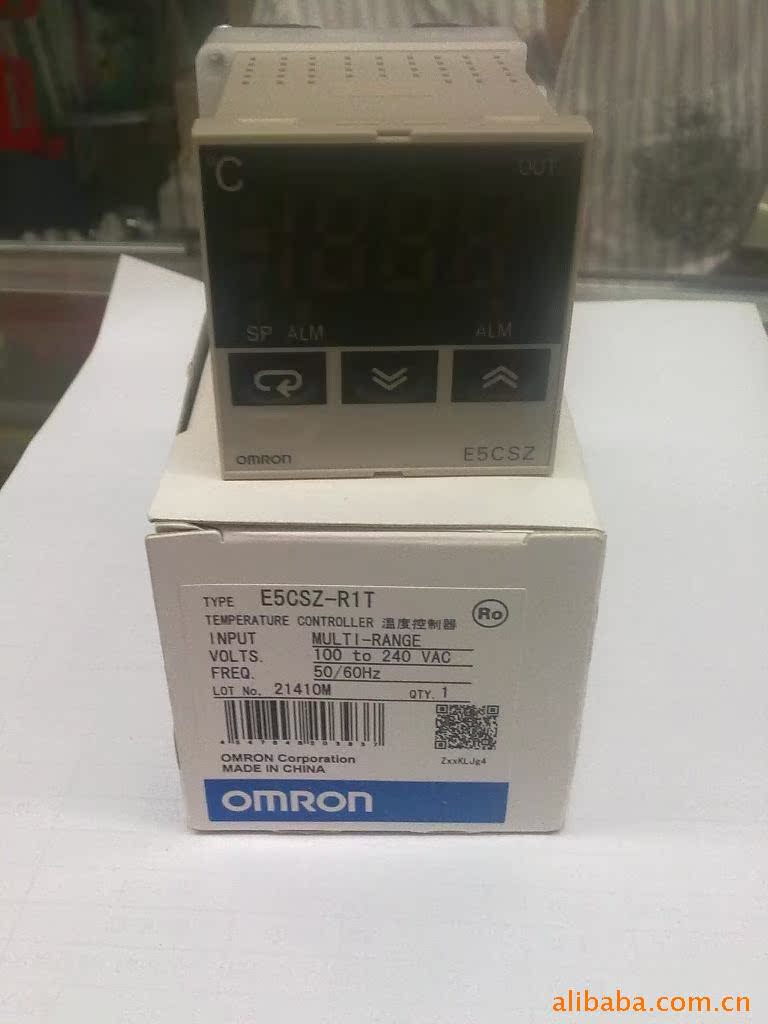 C
OUT
SP ALM ALM
OMRON E5CSZ
TYPE E5CSZ-R1T
Ro
TEMPERATURE CONTROLLER 温度控制器
INPUT MULTI-RANGE
VOLTS. 100 to 240 VAC
FREQ. 50/60Hz
LOT No. 21410M QTY. 1
ZxxKLJg4
OMRON Corporation
MADE IN CHINA
OMRON
alibaba.com.cn